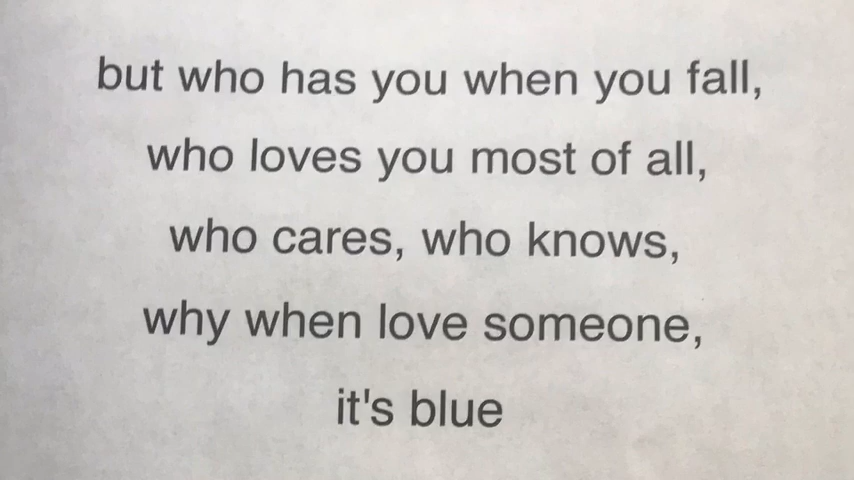 but who has you when you fall,
who loves you most of all,
who cares, who knows,
why when love someone,
it's blue